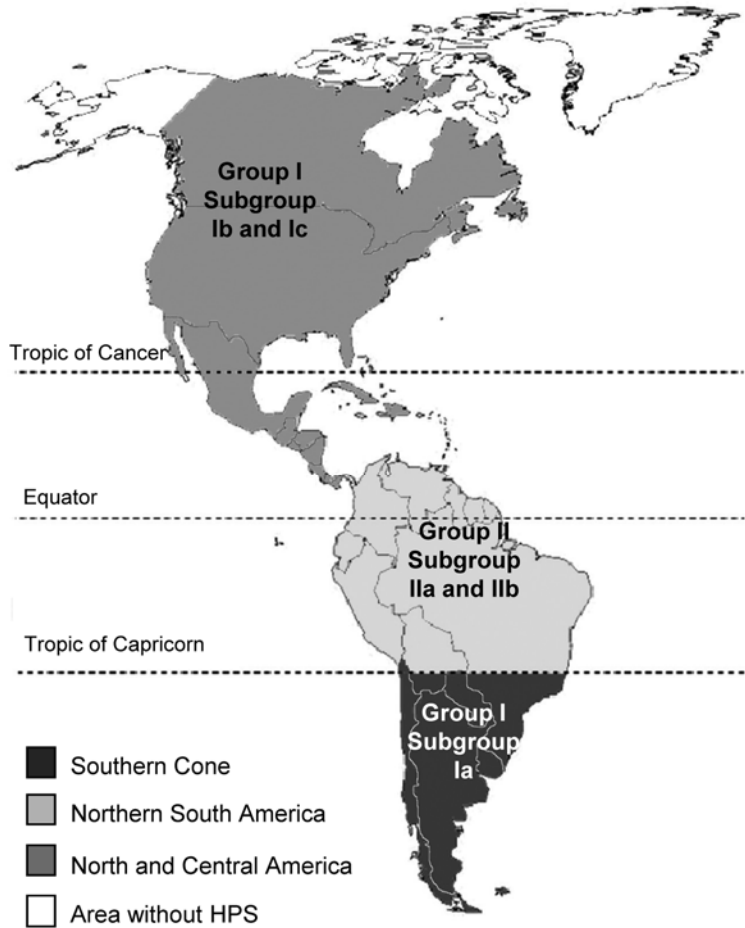 Group I
Subgroup
Ib and Ic
Tropic of Cancer
Equator
Group II
Subgroup
IIa and IIb
Tropic of Capricorn
Group I
Subgroup
Ia
Southern Cone
Northern South America
North and Central America
Area without HPS